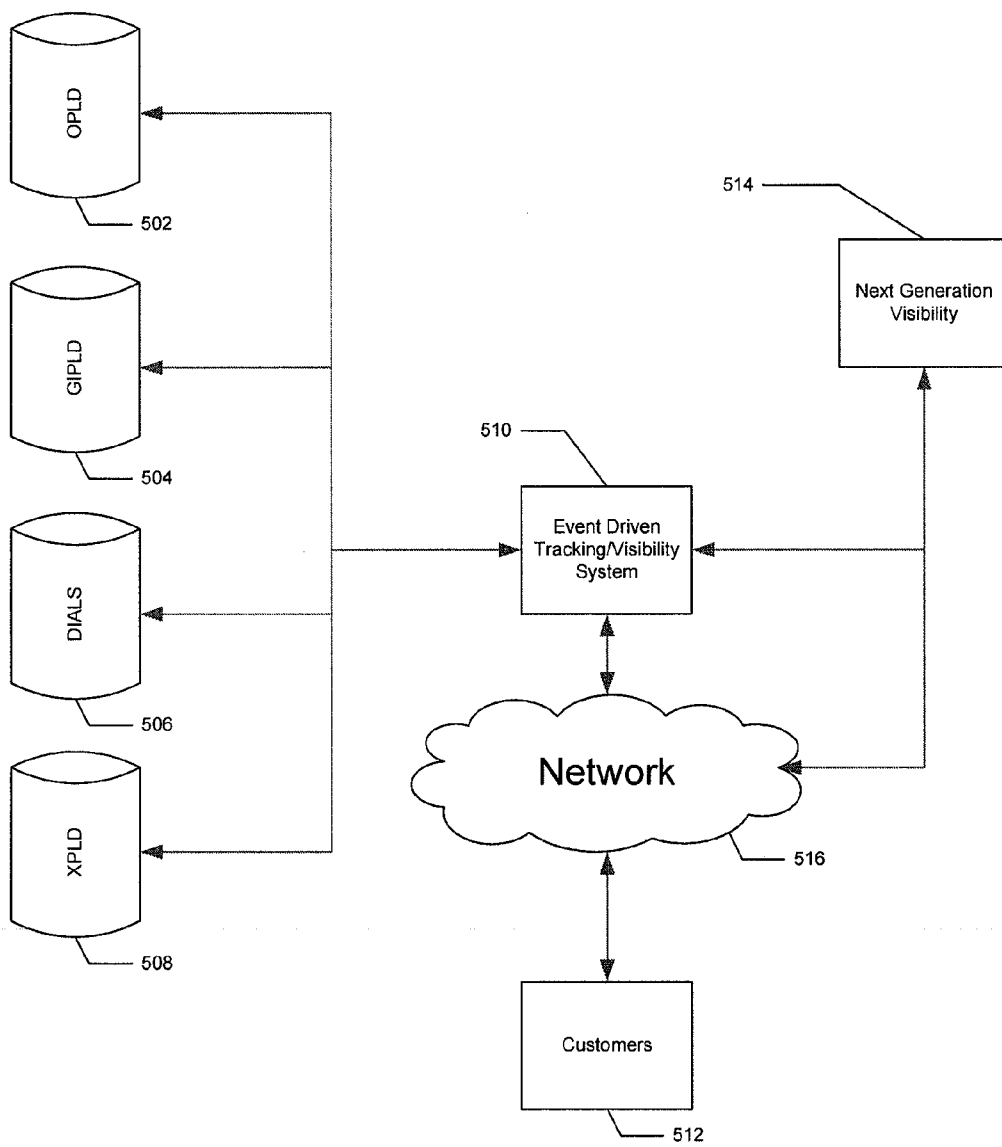 OPLD
502
514
Next Generation
Visibility
GIPLD
504
510
Event Driven
Tracking/Visibility
System
DIALS
506
Network
516
XPLD
508
Customers
512